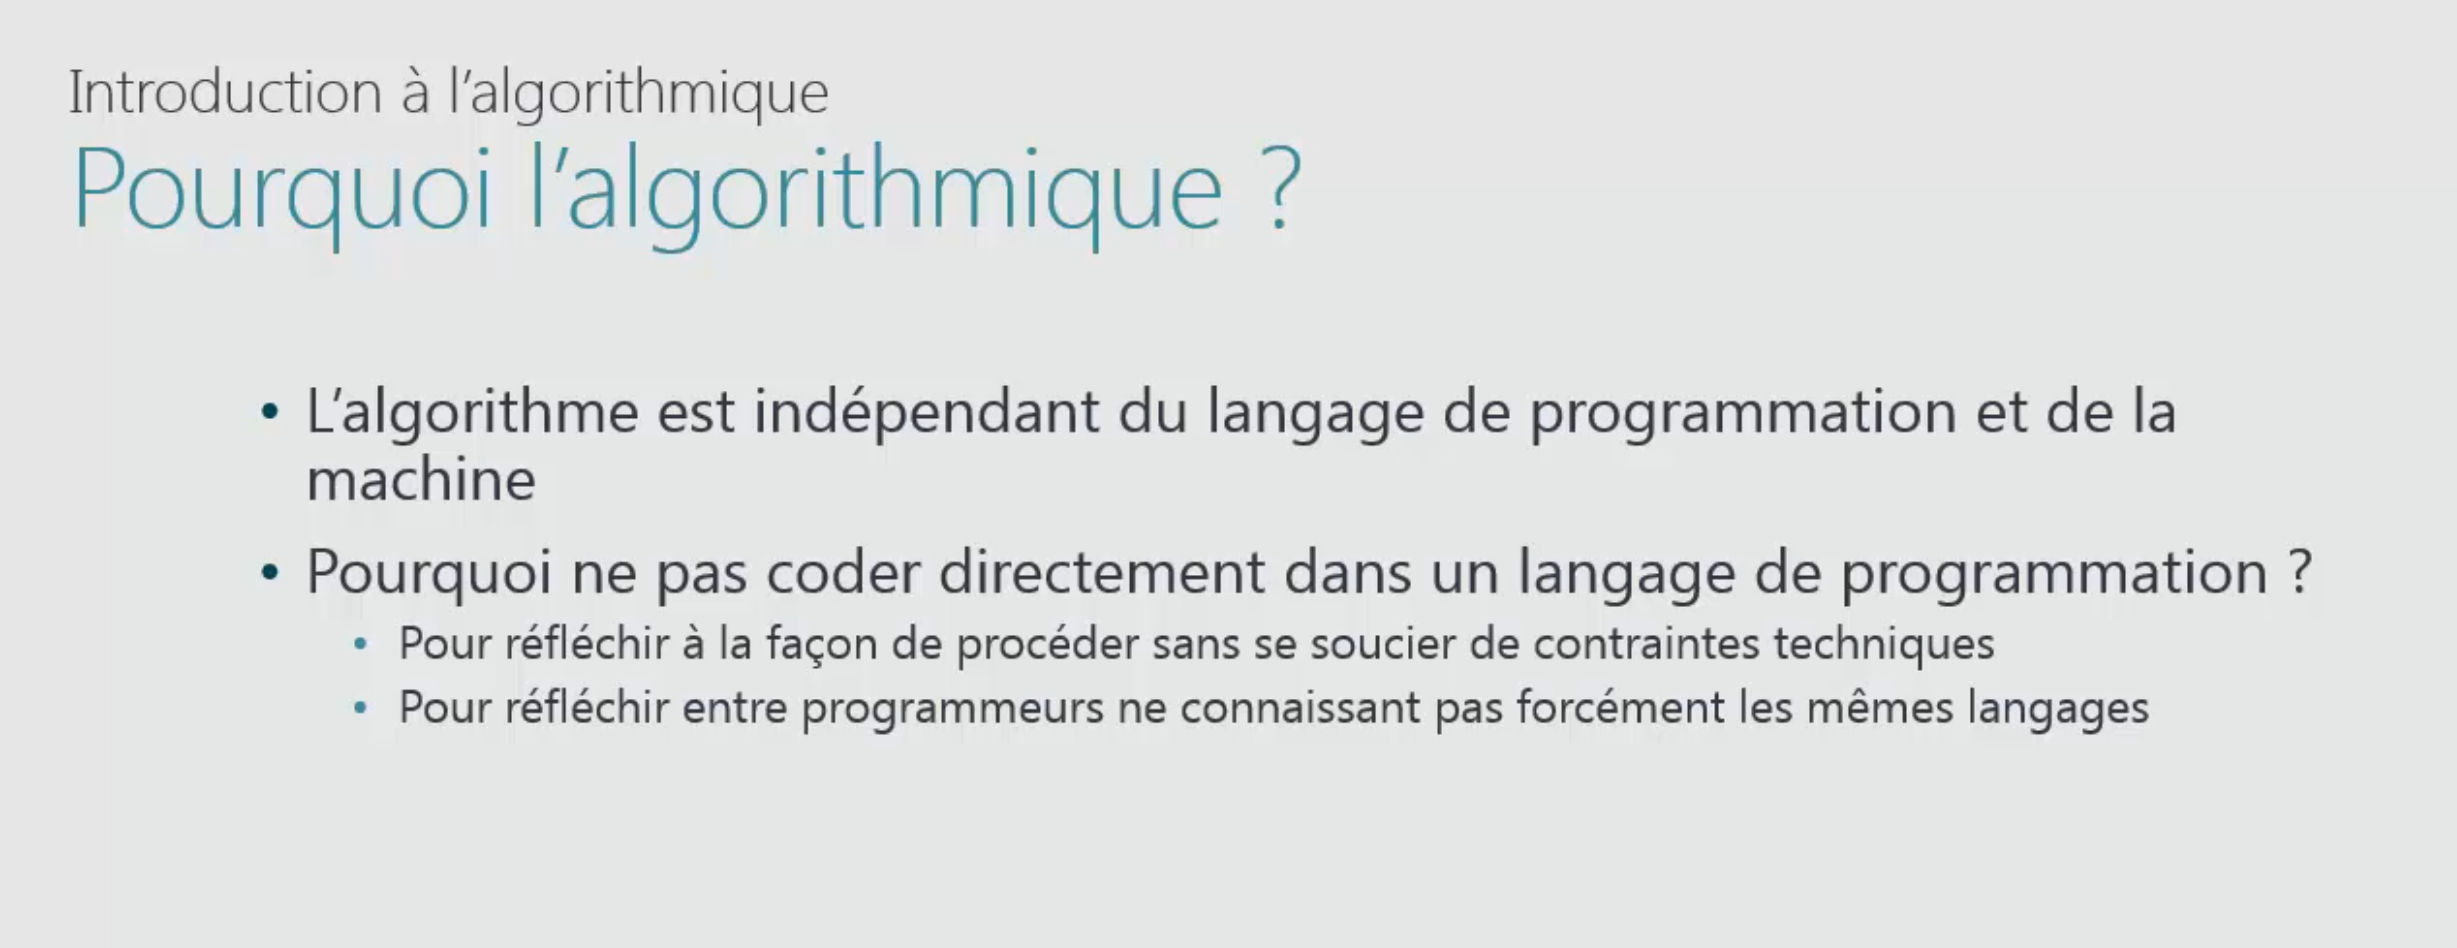 Introduction à l'algorithmique
Pourquoi l'algorithmique ?
• L'algorithme est indépendant du langage de programmation et de la
machine
• Pourquoi ne pas coder directement dans un langage de programmation ?
• Pour réfléchir à la façon de procéder sans se soucier de contraintes techniques
• Pour réfléchir entre programmeurs ne connaissant pas forcément les mêmes langages